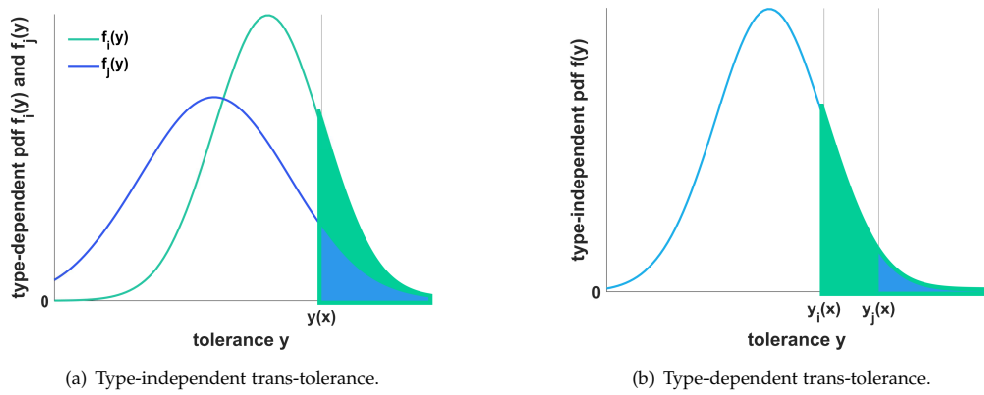 type-dependent pdf f_i(y) and f_j(y)
f_i(y)
f_j(y)
0
y(x)
tolerance y
(a) Type-independent trans-tolerance.
type-independent pdf f(y)
0
y_i(x)
y_j(x)
tolerance y
(b) Type-dependent trans-tolerance.